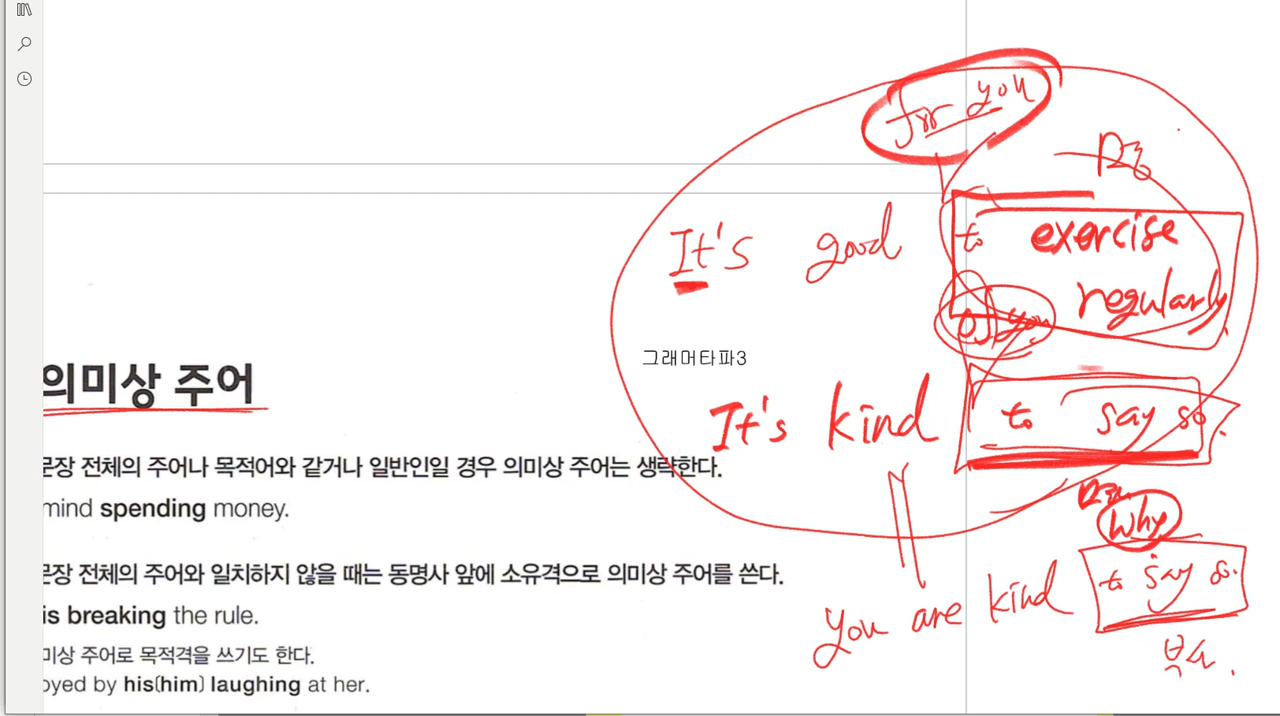 for you
It's good to exercise
regularly
of you
그래머타파3
It's kind to say so.
Why
you are kind to say so.
부사.
의미상 주어
문장 전체의 주어나 목적어와 같거나 일반인일 경우 의미상 주어는 생략한다.
mind spending money.
문장 전체의 주어와 일치하지 않을 때는 동명사 앞에 소유격으로 의미상 주어를 쓴다.
is breaking the rule.
미상 주어로 목적격을 쓰기도 한다.
oyed by his(him) laughing at her.